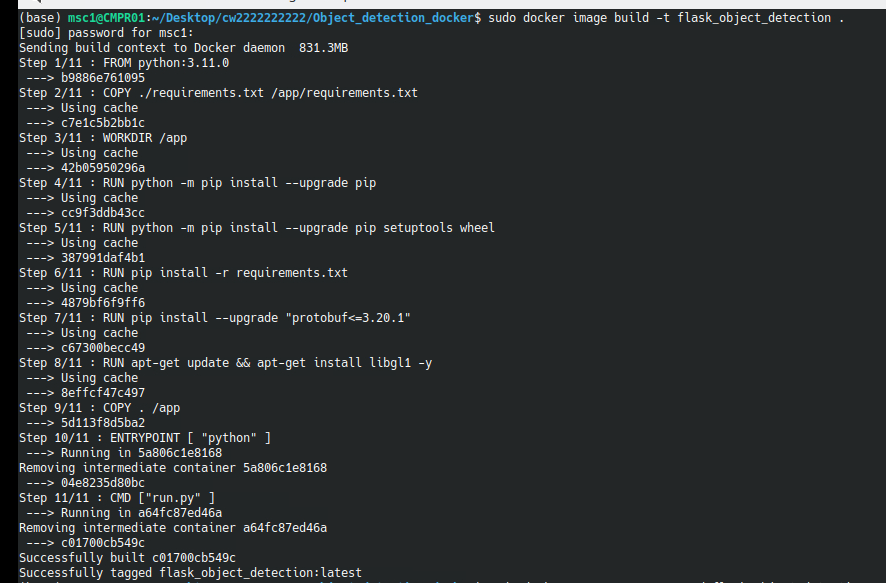 (base) msc1@CMPR01:~/Desktop/cw2222222222/Object_detection_docker$ sudo docker image build -t flask_object_detection .
[sudo] password for msc1:
Sending build context to Docker daemon  831.3MB
Step 1/11 : FROM python:3.11.0
 ---> b9886e761095
Step 2/11 : COPY ./requirements.txt /app/requirements.txt
 ---> Using cache
 ---> c7e1c5b2bb1c
Step 3/11 : WORKDIR /app
 ---> Using cache
 ---> 42b05950296a
Step 4/11 : RUN python -m pip install --upgrade pip
 ---> Using cache
 ---> cc9f3ddb43cc
Step 5/11 : RUN python -m pip install --upgrade pip setuptools wheel
 ---> Using cache
 ---> 387991daf4b1
Step 6/11 : RUN pip install -r requirements.txt
 ---> Using cache
 ---> 4879bf6f9ff6
Step 7/11 : RUN pip install --upgrade "protobuf<=3.20.1"
 ---> Using cache
 ---> c67300becc49
Step 8/11 : RUN apt-get update && apt-get install libgl1 -y
 ---> Using cache
 ---> 8effcf47c497
Step 9/11 : COPY . /app
 ---> 5d113f8d5ba2
Step 10/11 : ENTRYPOINT [ "python" ]
 ---> Running in 5a806c1e8168
Removing intermediate container 5a806c1e8168
 ---> 04e8235d80bc
Step 11/11 : CMD ["run.py" ]
 ---> Running in a64fc87ed46a
Removing intermediate container a64fc87ed46a
 ---> c01700cb549c
Successfully built c01700cb549c
Successfully tagged flask_object_detection:latest